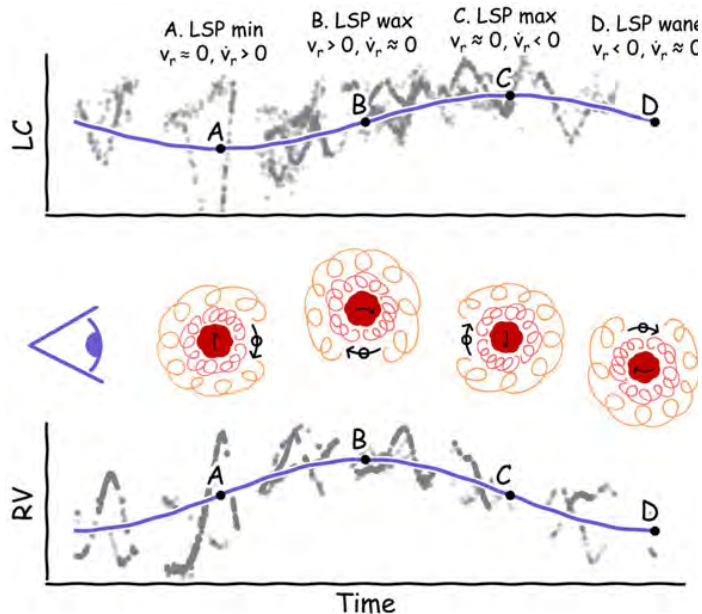 A. LSP min
vᵣ ≈ 0, v̇ᵣ > 0
B. LSP wax
vᵣ > 0, v̇ᵣ ≈ 0
C. LSP max
vᵣ ≈ 0, v̇ᵣ < 0
D. LSP wane
vᵣ < 0, v̇ᵣ ≈ 0
LC
A
B
C
D
RV
A
B
C
D
Time